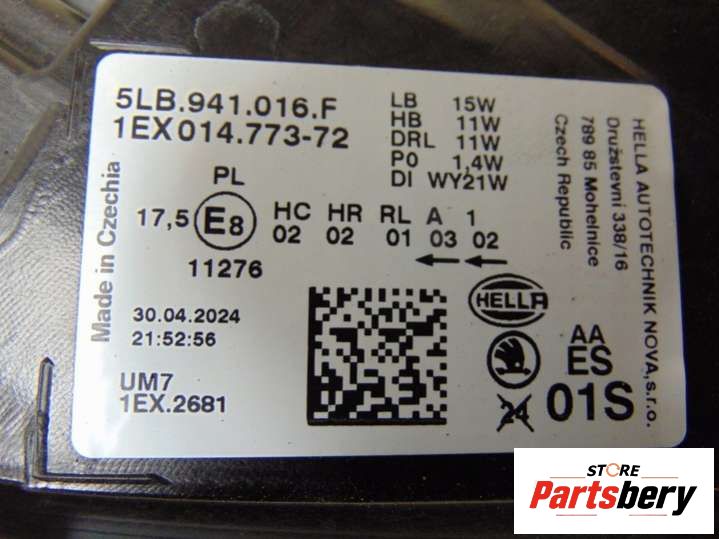 5LB.941.016.F
1EX014.773-72
LB 15W
HB 11W
DRL 11W
PO 1,4W
DI WY21W
PL
17,5 E8 HC HR RL A 1
02 02 01 03 02
11276
Made in Czechia
30.04.2024
21:52:56
UM7
1EX.2681
HELLA
AA
ES
01S
24
HELLA AUTOTECHNIK NOVA,s.r.o.
Družstevní 338/16
789 85 Mohelnice
Czech Republic
STORE
Partsbery